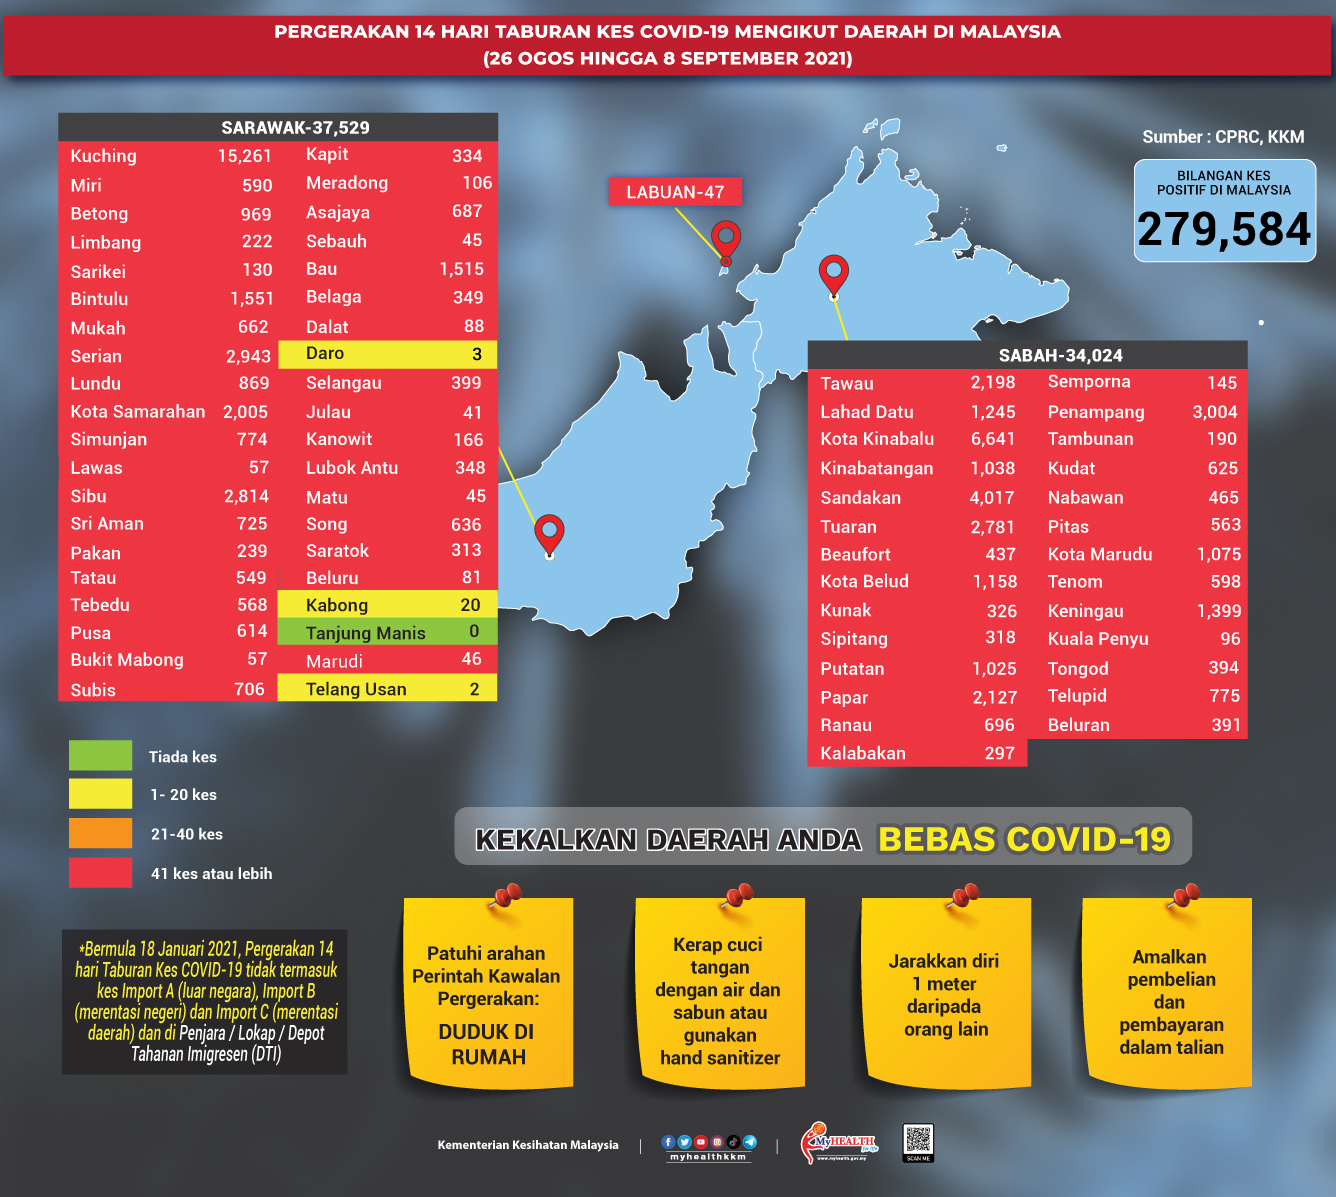 PERGERAKAN 14 HARI TABURAN KES COVID-19 MENGIKUT DAERAH DI MALAYSIA
(26 OGOS HINGGA 8 SEPTEMBER 2021)
Sumber : CPRC, KKM
BILANGAN KES
POSITIF DI MALAYSIA
279,584
LABUAN-47
SARAWAK-37,529
Kuching 15,261 Kapit 334
Miri 590 Meradong 106
Betong 969 Asajaya 687
Limbang 222 Sebauh 45
Sarikei 130 Bau 1,515
Bintulu 1,551 Belaga 349
Mukah 662 Dalat 88
Serian 2,943 Daro 3
Lundu 869 Selangau 399
Kota Samarahan 2,005 Julau 41
Simunjan 774 Kanowit 166
Lawas 57 Lubok Antu 348
Sibu 2,814 Matu 45
Sri Aman 725 Song 636
Pakan 239 Saratok 313
Tatau 549 Beluru 81
Tebedu 568 Kabong 20
Pusa 614 Tanjung Manis 0
Bukit Mabong 57 Marudi 46
Subis 706 Telang Usan 2
SABAH-34,024
Tawau 2,198 Semporna 145
Lahad Datu 1,245 Penampang 3,004
Kota Kinabalu 6,641 Tambunan 190
Kinabatangan 1,038 Kudat 625
Sandakan 4,017 Nabawan 465
Tuaran 2,781 Pitas 563
Beaufort 437 Kota Marudu 1,075
Kota Belud 1,158 Tenom 598
Kunak 326 Keningau 1,399
Sipitang 318 Kuala Penyu 96
Putatan 1,025 Tongod 394
Papar 2,127 Telupid 775
Ranau 696 Beluran 391
Kalabakan 297
Tiada kes
1- 20 kes
21-40 kes
41 kes atau lebih
KEKALKAN DAERAH ANDA BEBAS COVID-19
*Bermula 18 Januari 2021, Pergerakan 14
hari Taburan Kes COVID-19 tidak termasuk
kes Import A (luar negara), Import B
(merentasi negeri) dan Import C (merentasi
daerah) dan di Penjara / Lokap / Depot
Tahanan Imigresen (DTI)
Patuhi arahan
Perintah Kawalan
Pergerakan:
DUDUK DI
RUMAH
Kerap cuci
tangan
dengan air dan
sabun atau
gunakan
hand sanitizer
Jarakkan diri
1 meter
daripada
orang lain
Amalkan
pembelian
dan
pembayaran
dalam talian
Kementerian Kesihatan Malaysia
myhealthkkm
MyHEALTH
for life
www.myhealth.gov.my
SCAN ME